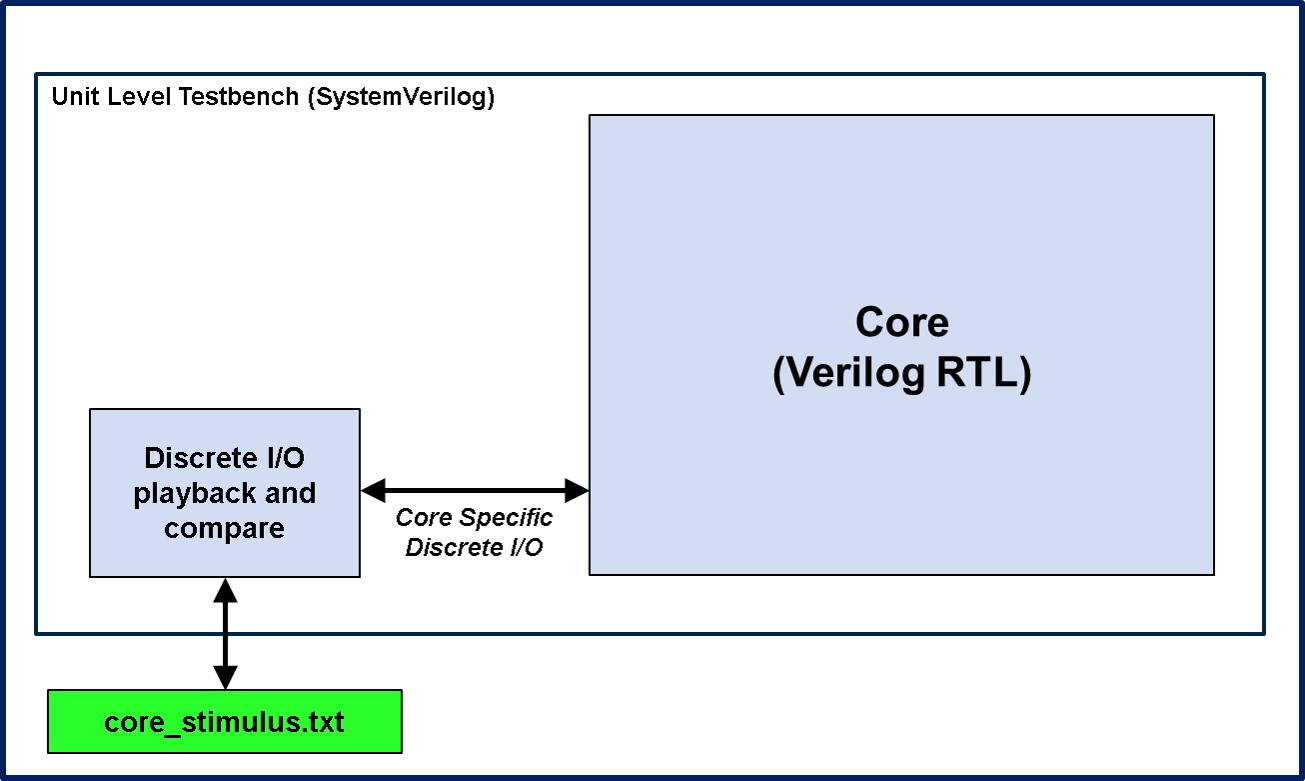 Unit Level Testbench (SystemVerilog)
Core
(Verilog RTL)
Discrete I/O
playback and
compare
Core Specific
Discrete I/O
core_stimulus.txt